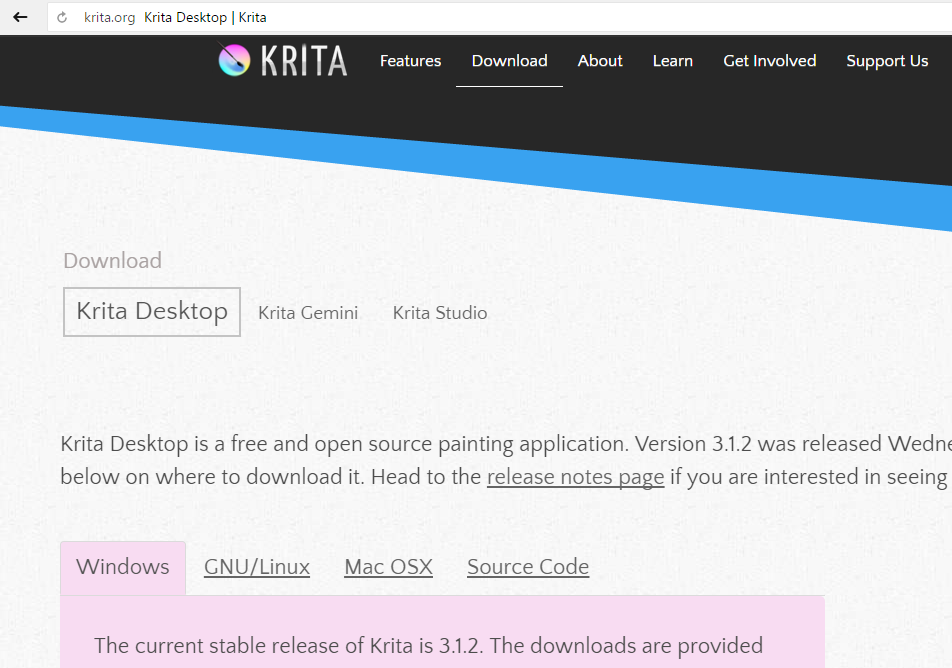 krita.org Krita Desktop | Krita
KRITA Features Download About Learn Get Involved Support Us
Download
Krita Desktop Krita Gemini Krita Studio
Krita Desktop is a free and open source painting application. Version 3.1.2 was released Wedne
below on where to download it. Head to the release notes page if you are interested in seeing
Windows GNU/Linux Mac OSX Source Code
The current stable release of Krita is 3.1.2. The downloads are provided